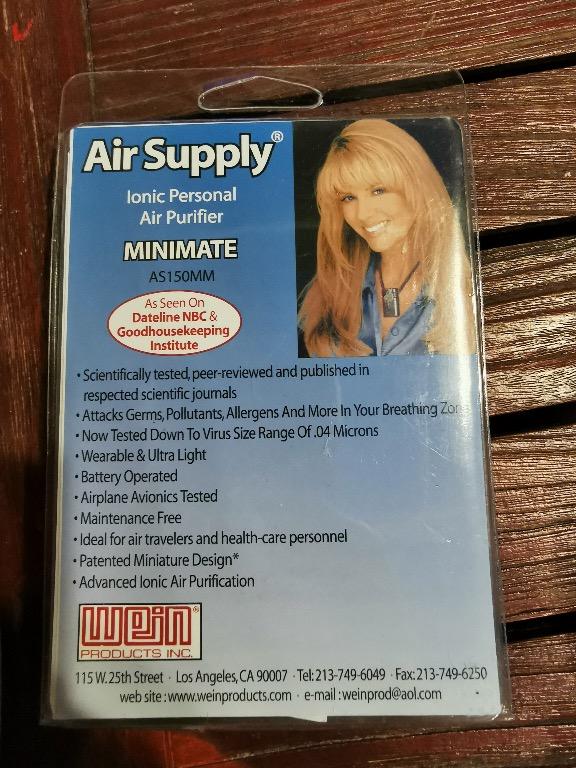 Air Supply®
Ionic Personal
Air Purifier
MINIMATE
AS150MM
As Seen On
Dateline NBC &
Goodhousekeeping
Institute
• Scientifically tested, peer-reviewed and published in
respected scientific journals
• Attacks Germs, Pollutants, Allergens And More In Your Breathing Zone
• Now Tested Down To Virus Size Range Of .04 Microns
• Wearable & Ultra Light
• Battery Operated
• Airplane Avionics Tested
• Maintenance Free
• Ideal for air travelers and health-care personnel
• Patented Miniature Design*
• Advanced Ionic Air Purification
wein®
PRODUCTS INC.
115 W. 25th Street · Los Angeles, CA 90007 · Tel: 213-749-6049 · Fax: 213-749-6250
web site : www.weinproducts.com · e-mail : weinprod@aol.com